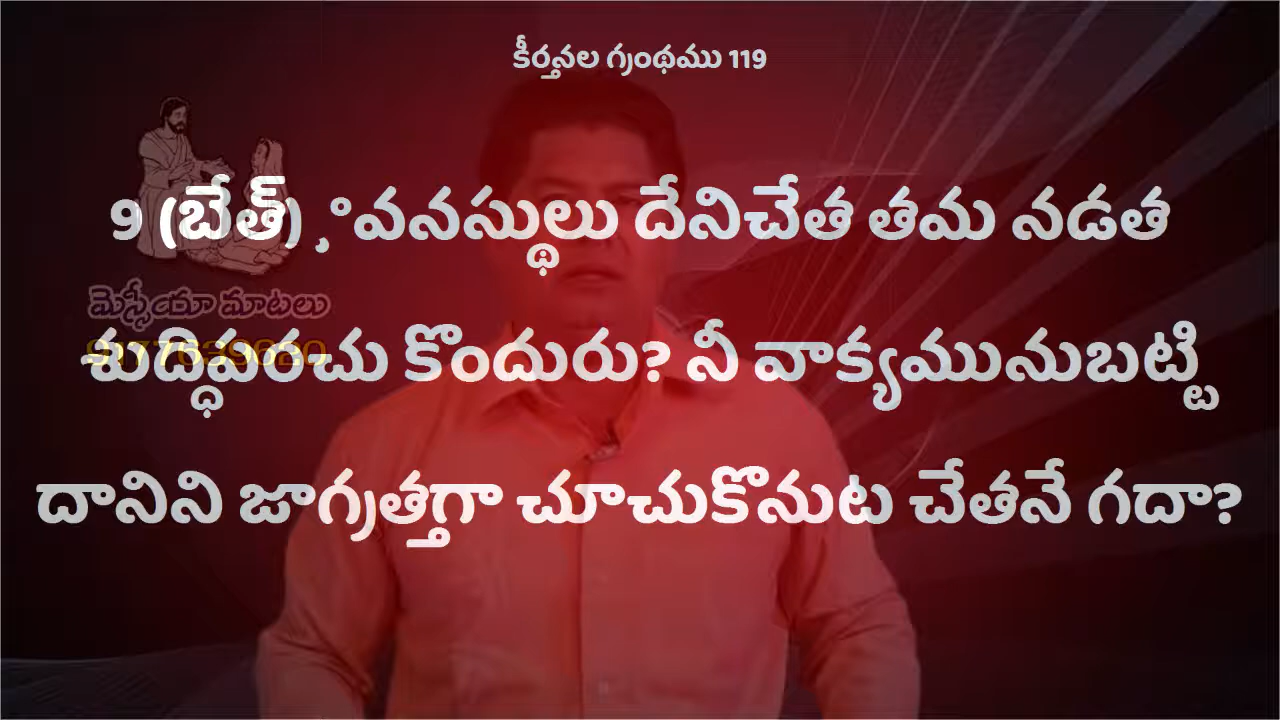 కీర్తనల గ్రంథము 119
9 (బేత్) ¸°వనస్థులు దేనిచేత తమ నడత
మెస్సీయా మాటలు
శుద్ధిపరచు కొందురు? నీ వాక్యమునుబట్టి
దానిని జాగ్రత్తగా చూచుకొనుట చేతనే గదా?